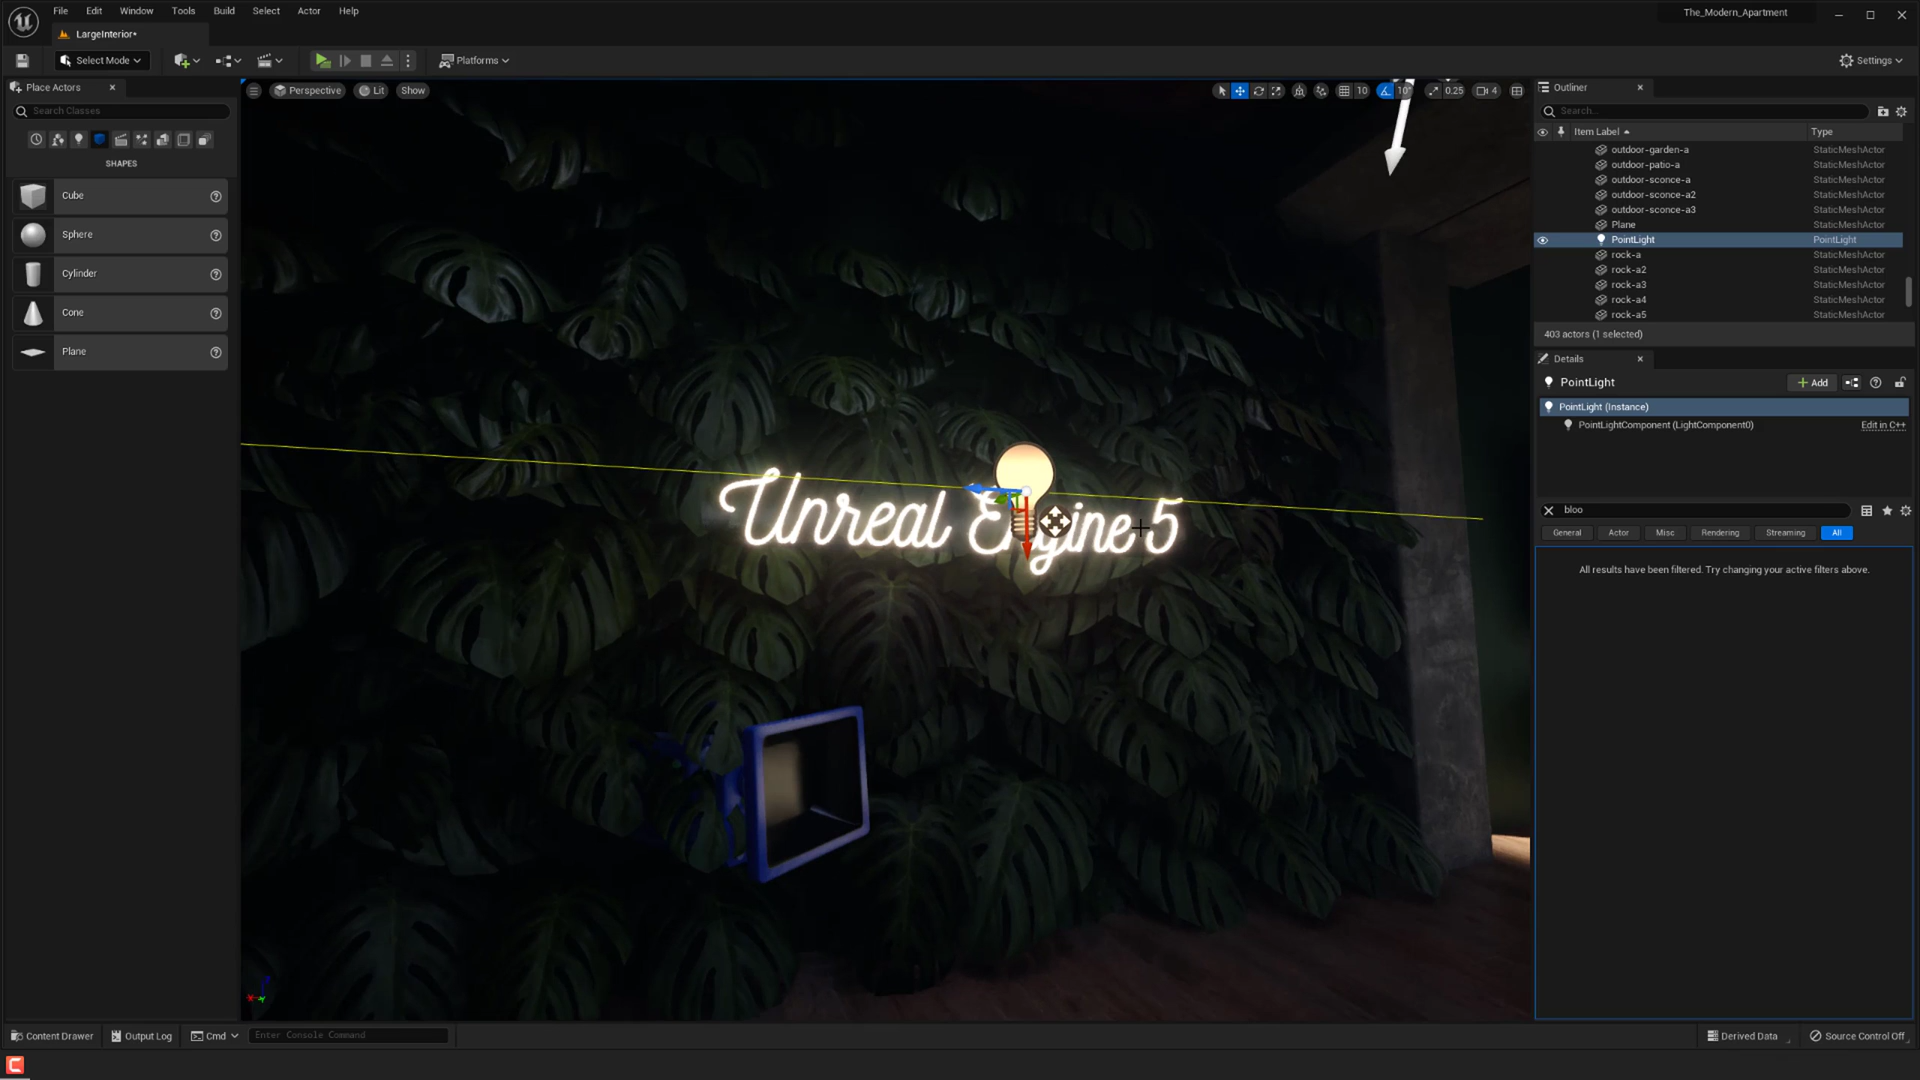 File Edit Window Tools Build Select Actor Help
The_Modern_Apartment
LargeInterior*
Select Mode
Platforms
Settings
Place Actors
Search Classes
SHAPES
Cube
Sphere
Cylinder
Cone
Plane
Perspective Lit Show
10 10° 0.25 4
Unreal Engine 5
Outliner
Search...
Item Label Type
outdoor-garden-a StaticMeshActor
outdoor-patio-a StaticMeshActor
outdoor-sconce-a StaticMeshActor
outdoor-sconce-a2 StaticMeshActor
outdoor-sconce-a3 StaticMeshActor
Plane StaticMeshActor
PointLight PointLight
rock-a StaticMeshActor
rock-a2 StaticMeshActor
rock-a3 StaticMeshActor
rock-a4 StaticMeshActor
rock-a5 StaticMeshActor
403 actors (1 selected)
Details
PointLight
+ Add
PointLight (Instance)
PointLightComponent (LightComponent0) Edit in C++
bloo
General Actor Misc Rendering Streaming All
All results have been filtered. Try changing your active filters above.
Content Drawer Output Log Cmd Enter Console Command
Derived Data Source Control Off